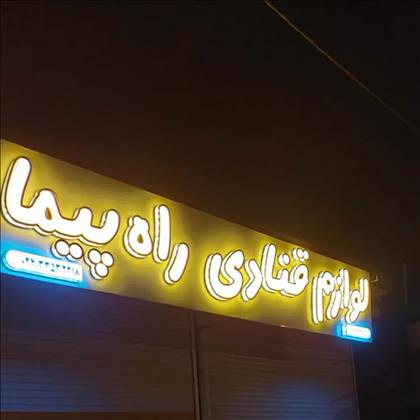 لوازم قنادی راه پیما